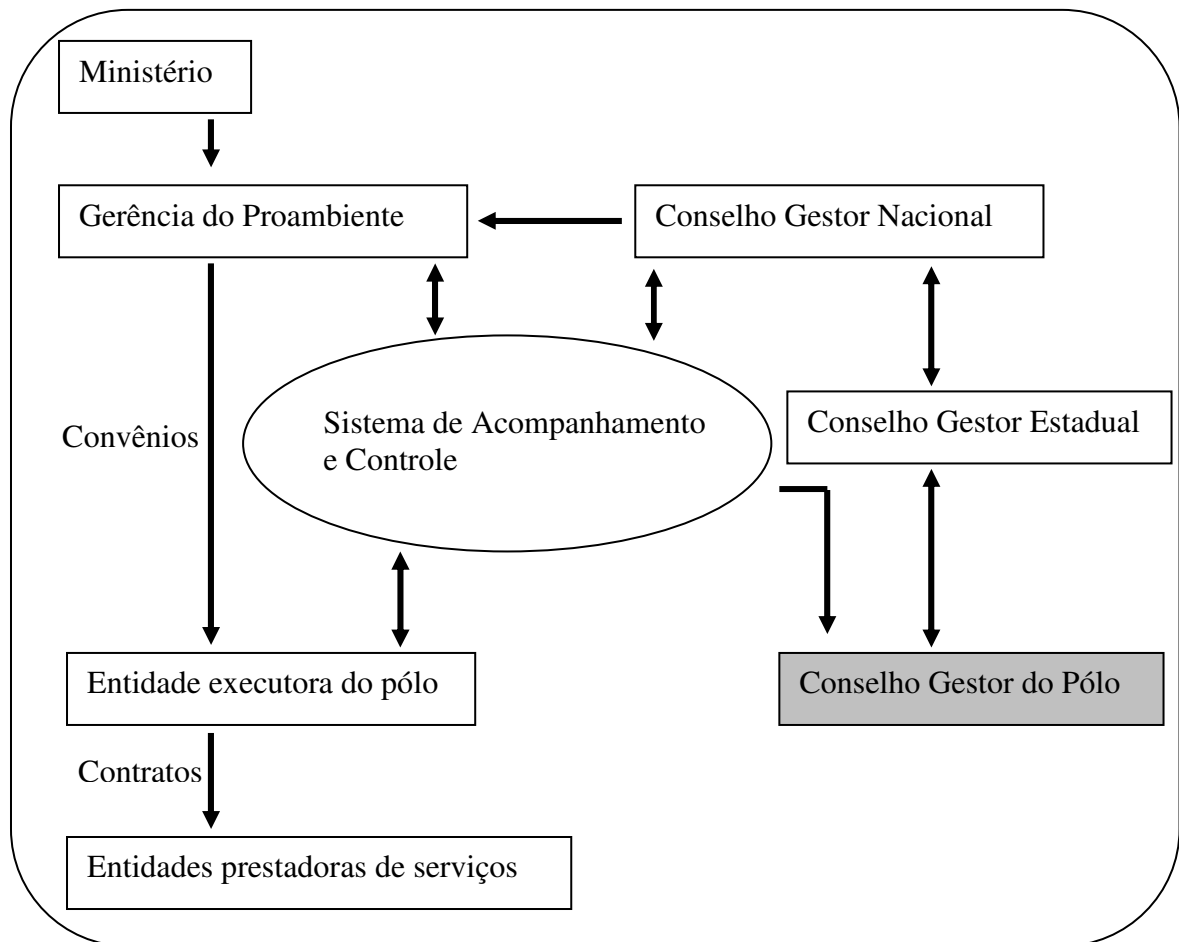 Ministério
Gerência do Proambiente
Conselho Gestor Nacional
Convênios
Sistema de Acompanhamento
e Controle
Conselho Gestor Estadual
Entidade executora do pólo
Conselho Gestor do Pólo
Contratos
Entidades prestadoras de serviços